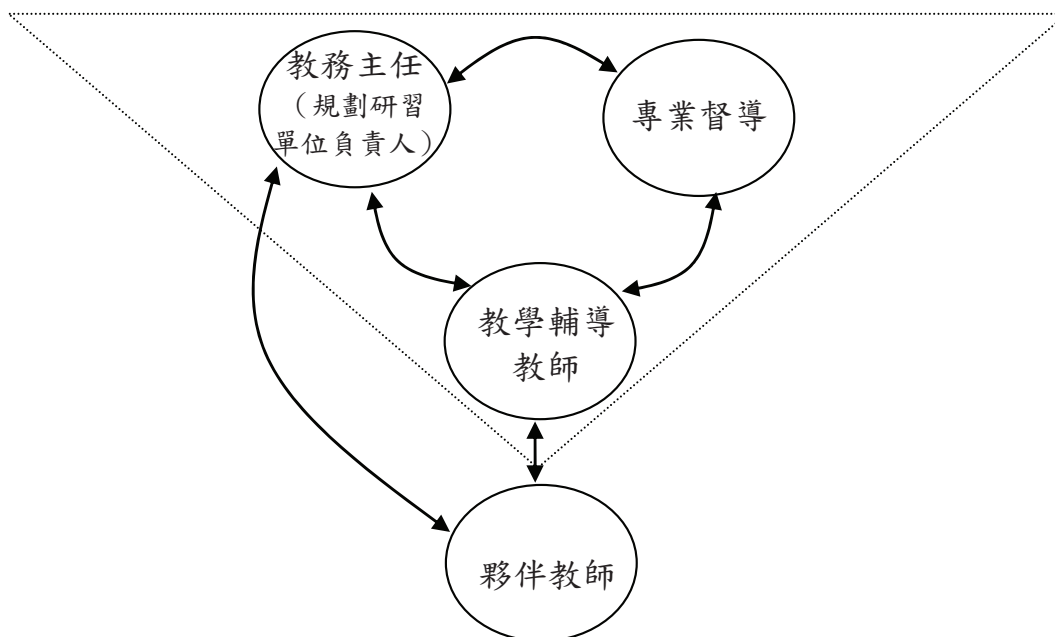 教務主任
（規劃研習
單位負責人）
專業督導
教學輔導
教師
夥伴教師